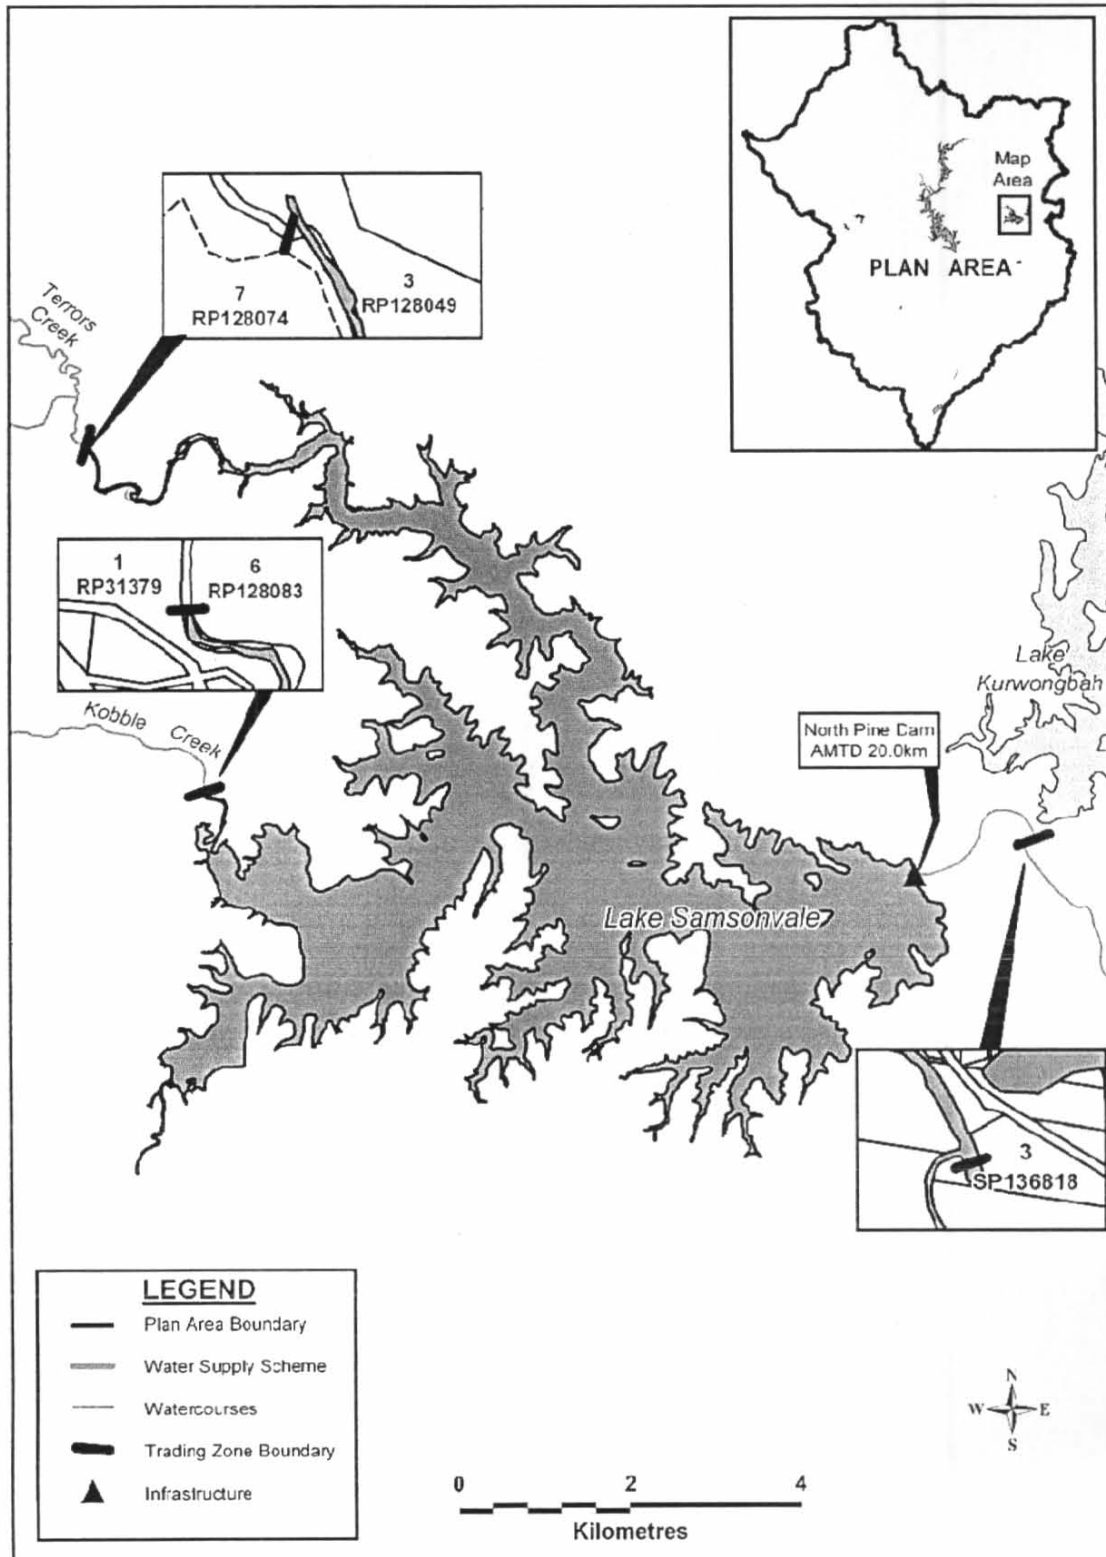 Map
Area
PLAN AREA
7
RP128074
3
RP128049
Terrors
Creek
1
RP31379
6
RP128083
Kobble Creek
Lake
Kurwongbah
North Pine Dam
AMTD 20.0km
Lake Samsonvale
3
SP136818
LEGEND
Plan Area Boundary
Water Supply Scheme
Watercourses
Trading Zone Boundary
Infrastructure
N
W E
S
0 2 4
Kilometres